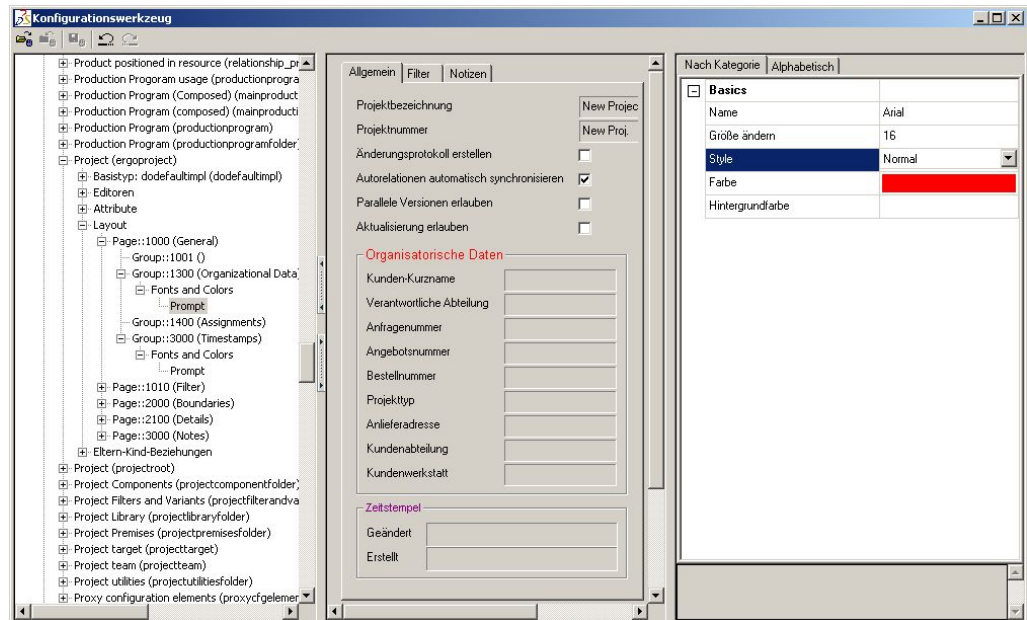 Konfigurationswerkzeug
Product positioned in resource (relationship_pr
Production Progoram usage (productionprogra
Production Program (Composed) (mainproducti
Production Program (composed) (mainproducti
Production Program (productionprogram)
Production Programs (productionprogramfolder)
Project (ergoproject)
Basistyp: dodefaultimpl (dodefaultimpl)
Editoren
Attribute
Layout
Page::1000 (General)
Group::1001 ()
Group::1300 (Organizational Data)
Fonts and Colors
Prompt
Group::1400 (Assignments)
Group::3000 (Timestamps)
Fonts and Colors
Prompt
Page::1010 (Filter)
Page::2000 (Boundaries)
Page::2100 (Details)
Page::3000 (Notes)
Eltern-Kind-Beziehungen
Project (projectroot)
Project Components (projectcomponentfolder)
Project Filters and Variants (projectfilterandva
Project Library (projectlibraryfolder)
Project Premises (projectpremisesfolder)
Project target (projecttarget)
Project team (projectteam)
Project utilities (projectutilitiesfolder)
Proxy configuration elements (proxycfgelemer
Allgemein Filter Notizen
Projektbezeichnung New Projec
Projektnummer New Proj.
Änderungsprotokoll erstellen
Autorelationen automatisch synchronisieren
Parallele Versionen erlauben
Aktualisierung erlauben
Organisatorische Daten
Kunden-Kurzname
Verantwortliche Abteilung
Anfragenummer
Angebotsnummer
Bestellnummer
Projekttyp
Anlieferadresse
Kundenabteilung
Kundenwerkstatt
Zeitstempel
Geändert
Erstellt
Nach Kategorie Alphabetisch
Basics
Name Arial
Größe ändern 16
Style Normal
Farbe
Hintergrundfarbe